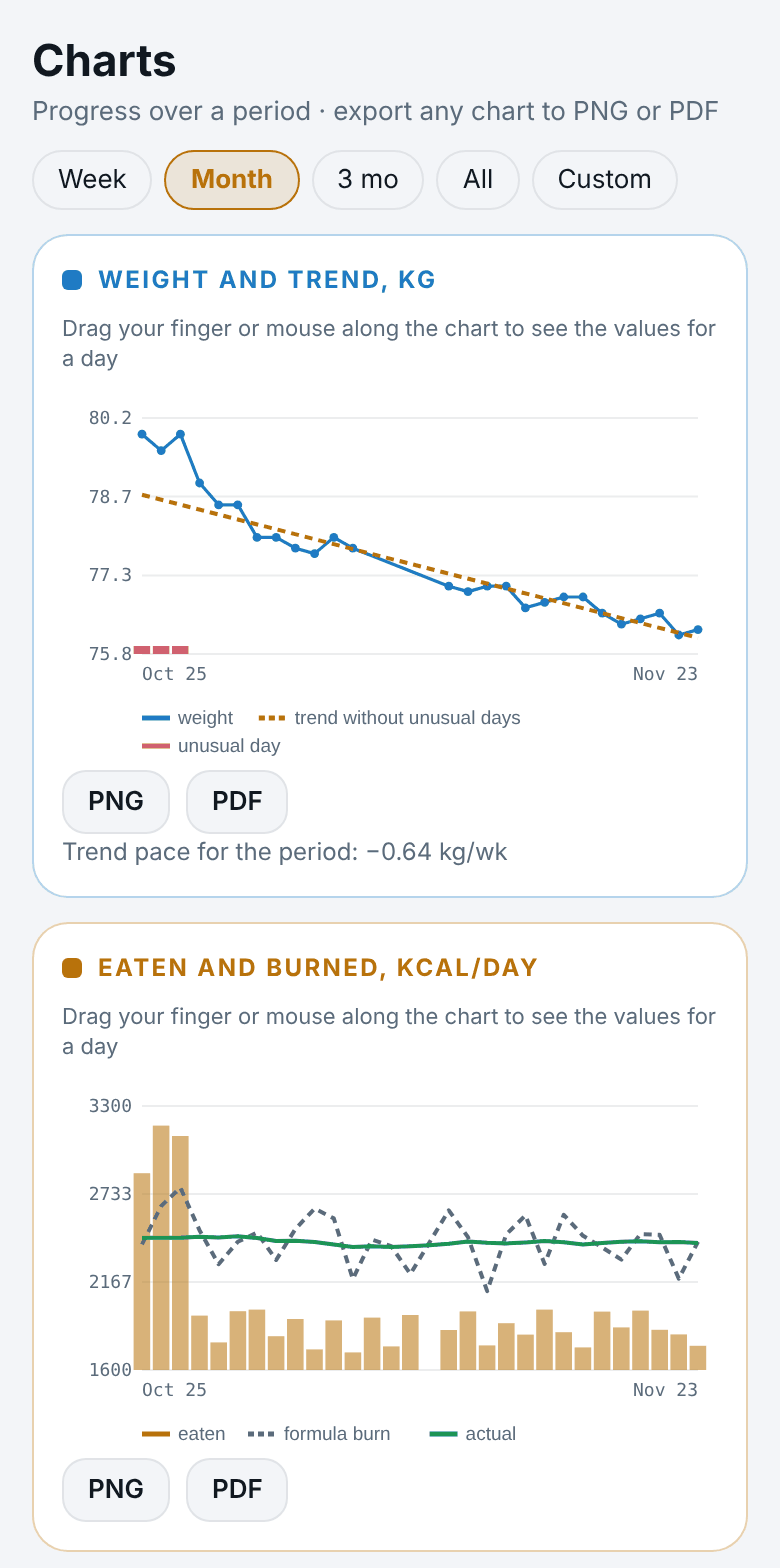 Charts
Progress over a period · export any chart to PNG or PDF
Week Month 3 mo All Custom
WEIGHT AND TREND, KG
Drag your finger or mouse along the chart to see the values for
a day
80.2
78.7
77.3
75.8
Oct 25 Nov 23
weight trend without unusual days
unusual day
PNG PDF
Trend pace for the period: −0.64 kg/wk
EATEN AND BURNED, KCAL/DAY
Drag your finger or mouse along the chart to see the values for
a day
3300
2733
2167
1600
Oct 25 Nov 23
eaten formula burn actual
PNG PDF